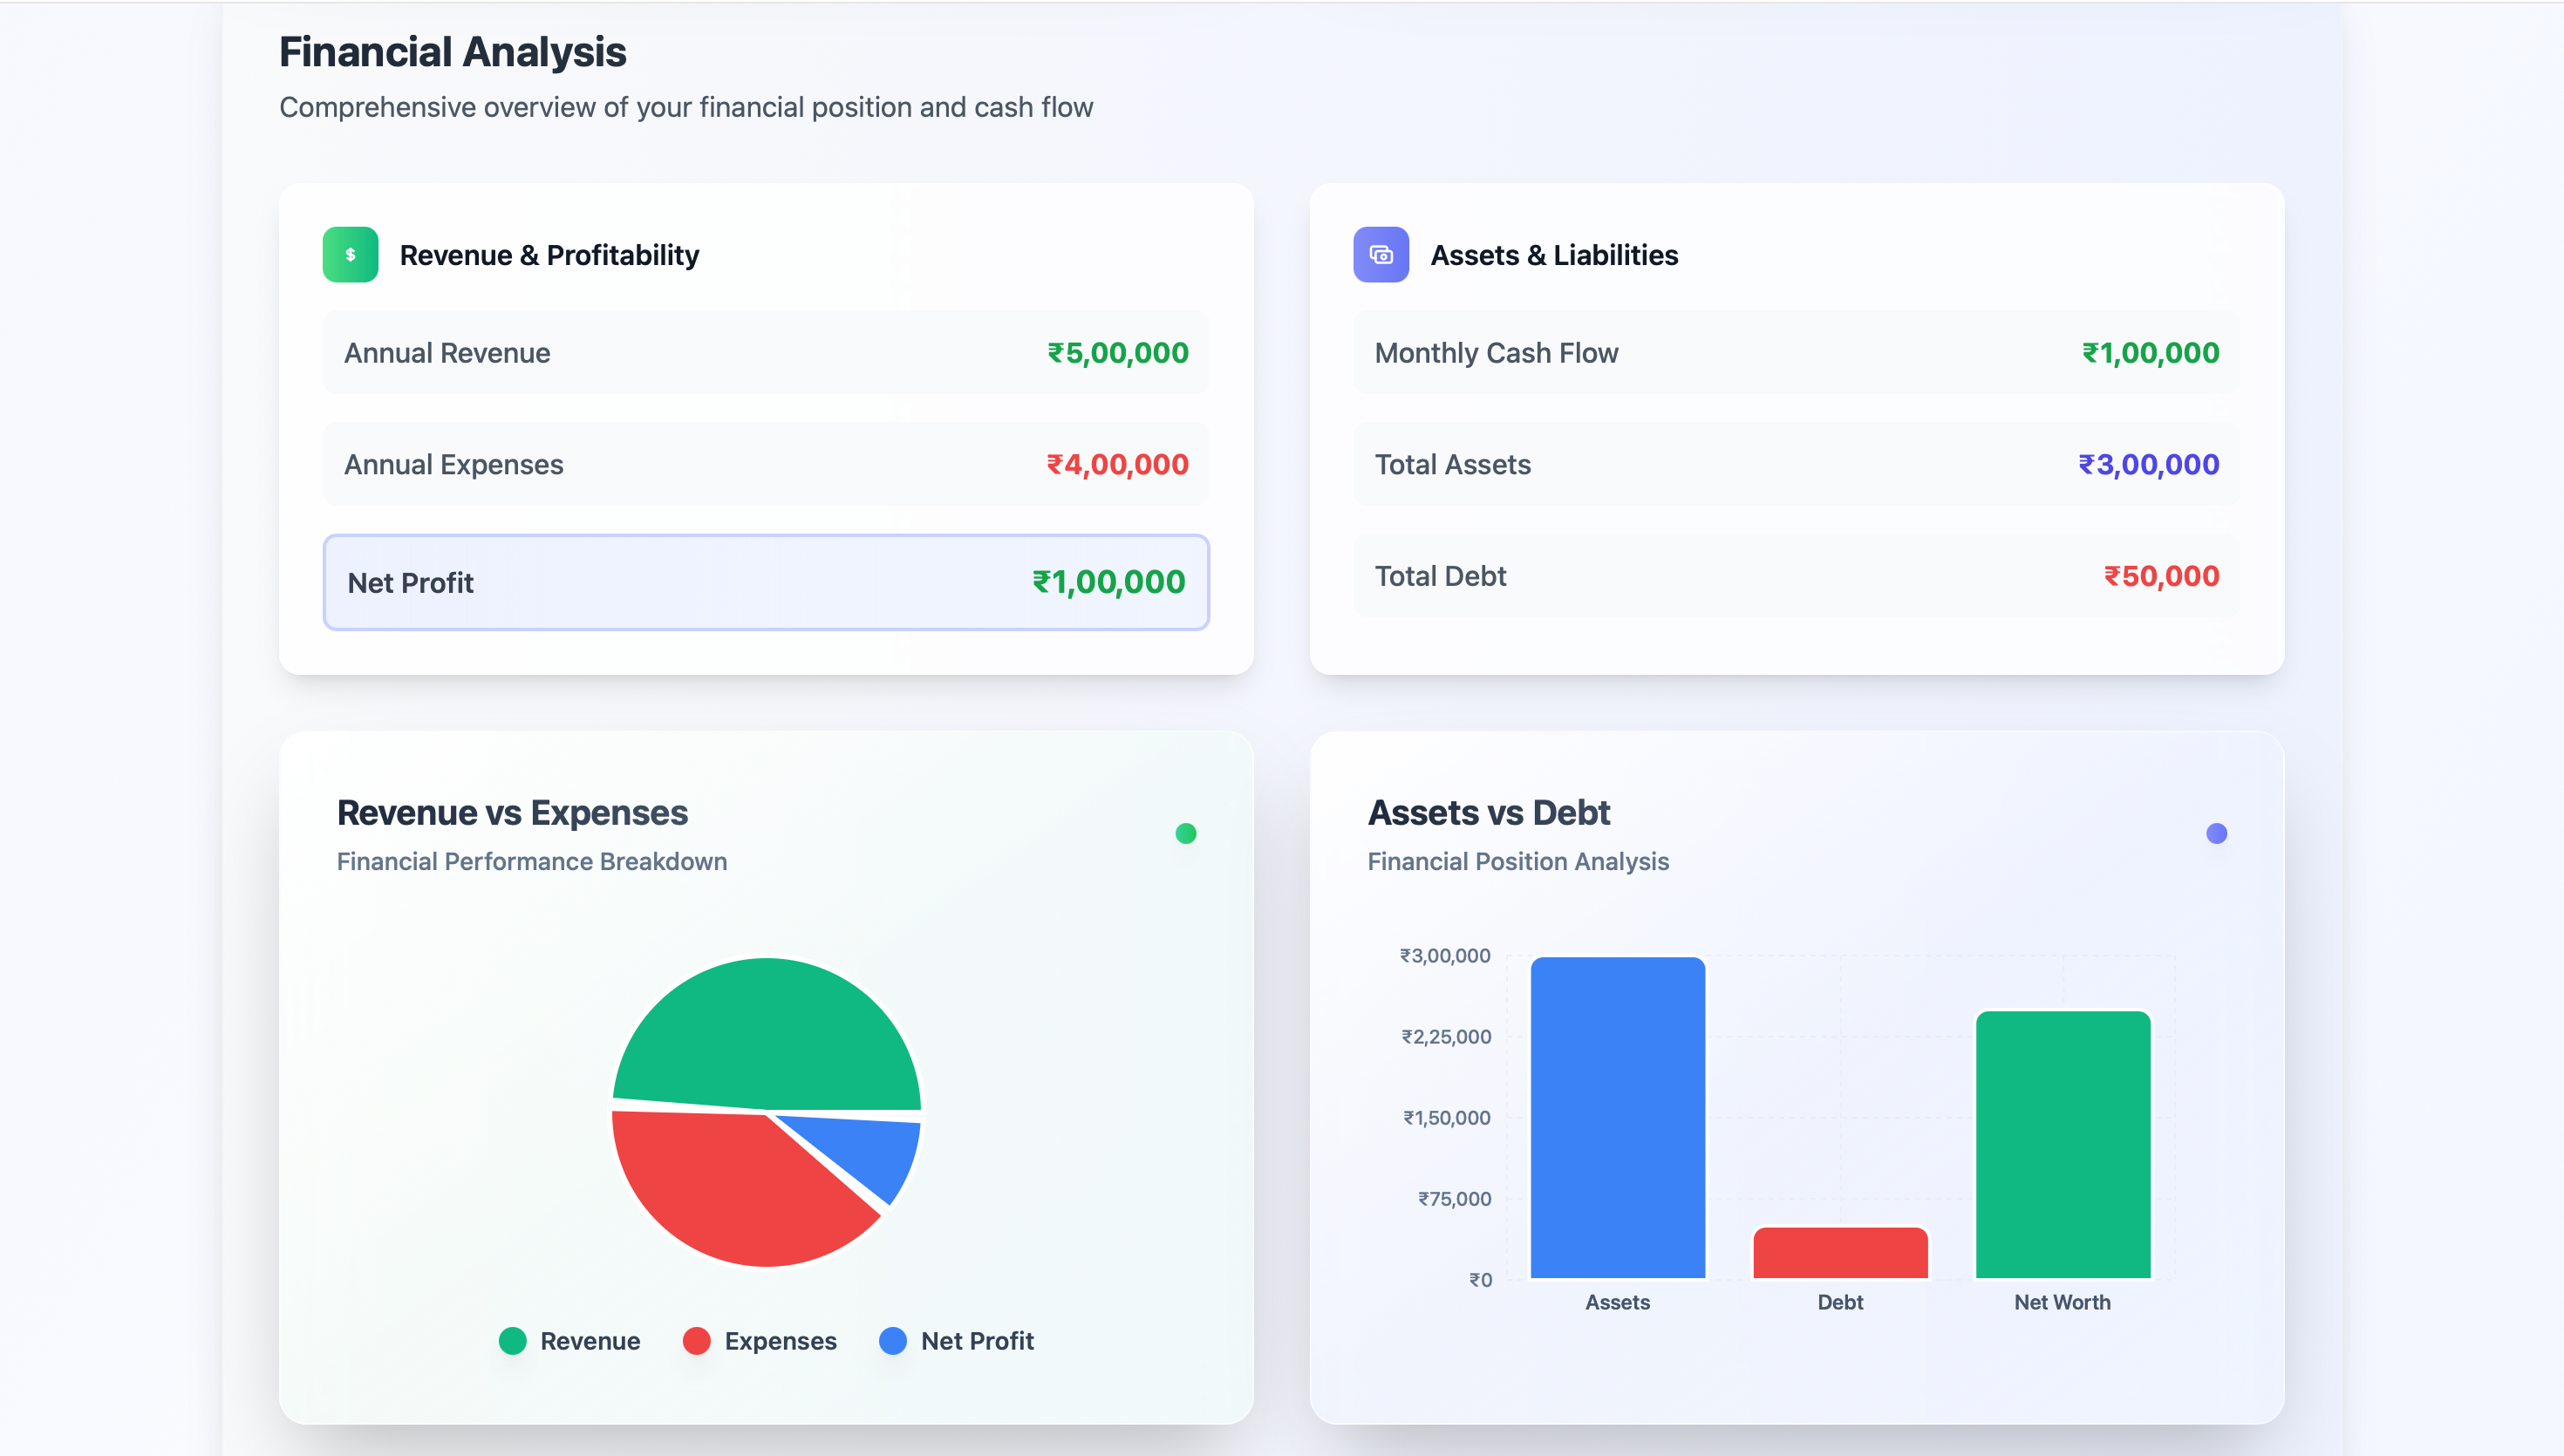 Financial Analysis
Comprehensive overview of your financial position and cash flow
$ Revenue & Profitability
Annual Revenue ₹5,00,000
Annual Expenses ₹4,00,000
Net Profit ₹1,00,000
Assets & Liabilities
Monthly Cash Flow ₹1,00,000
Total Assets ₹3,00,000
Total Debt ₹50,000
Revenue vs Expenses
Financial Performance Breakdown
Revenue Expenses Net Profit
Assets vs Debt
Financial Position Analysis
₹3,00,000
₹2,25,000
₹1,50,000
₹75,000
₹0
Assets Debt Net Worth